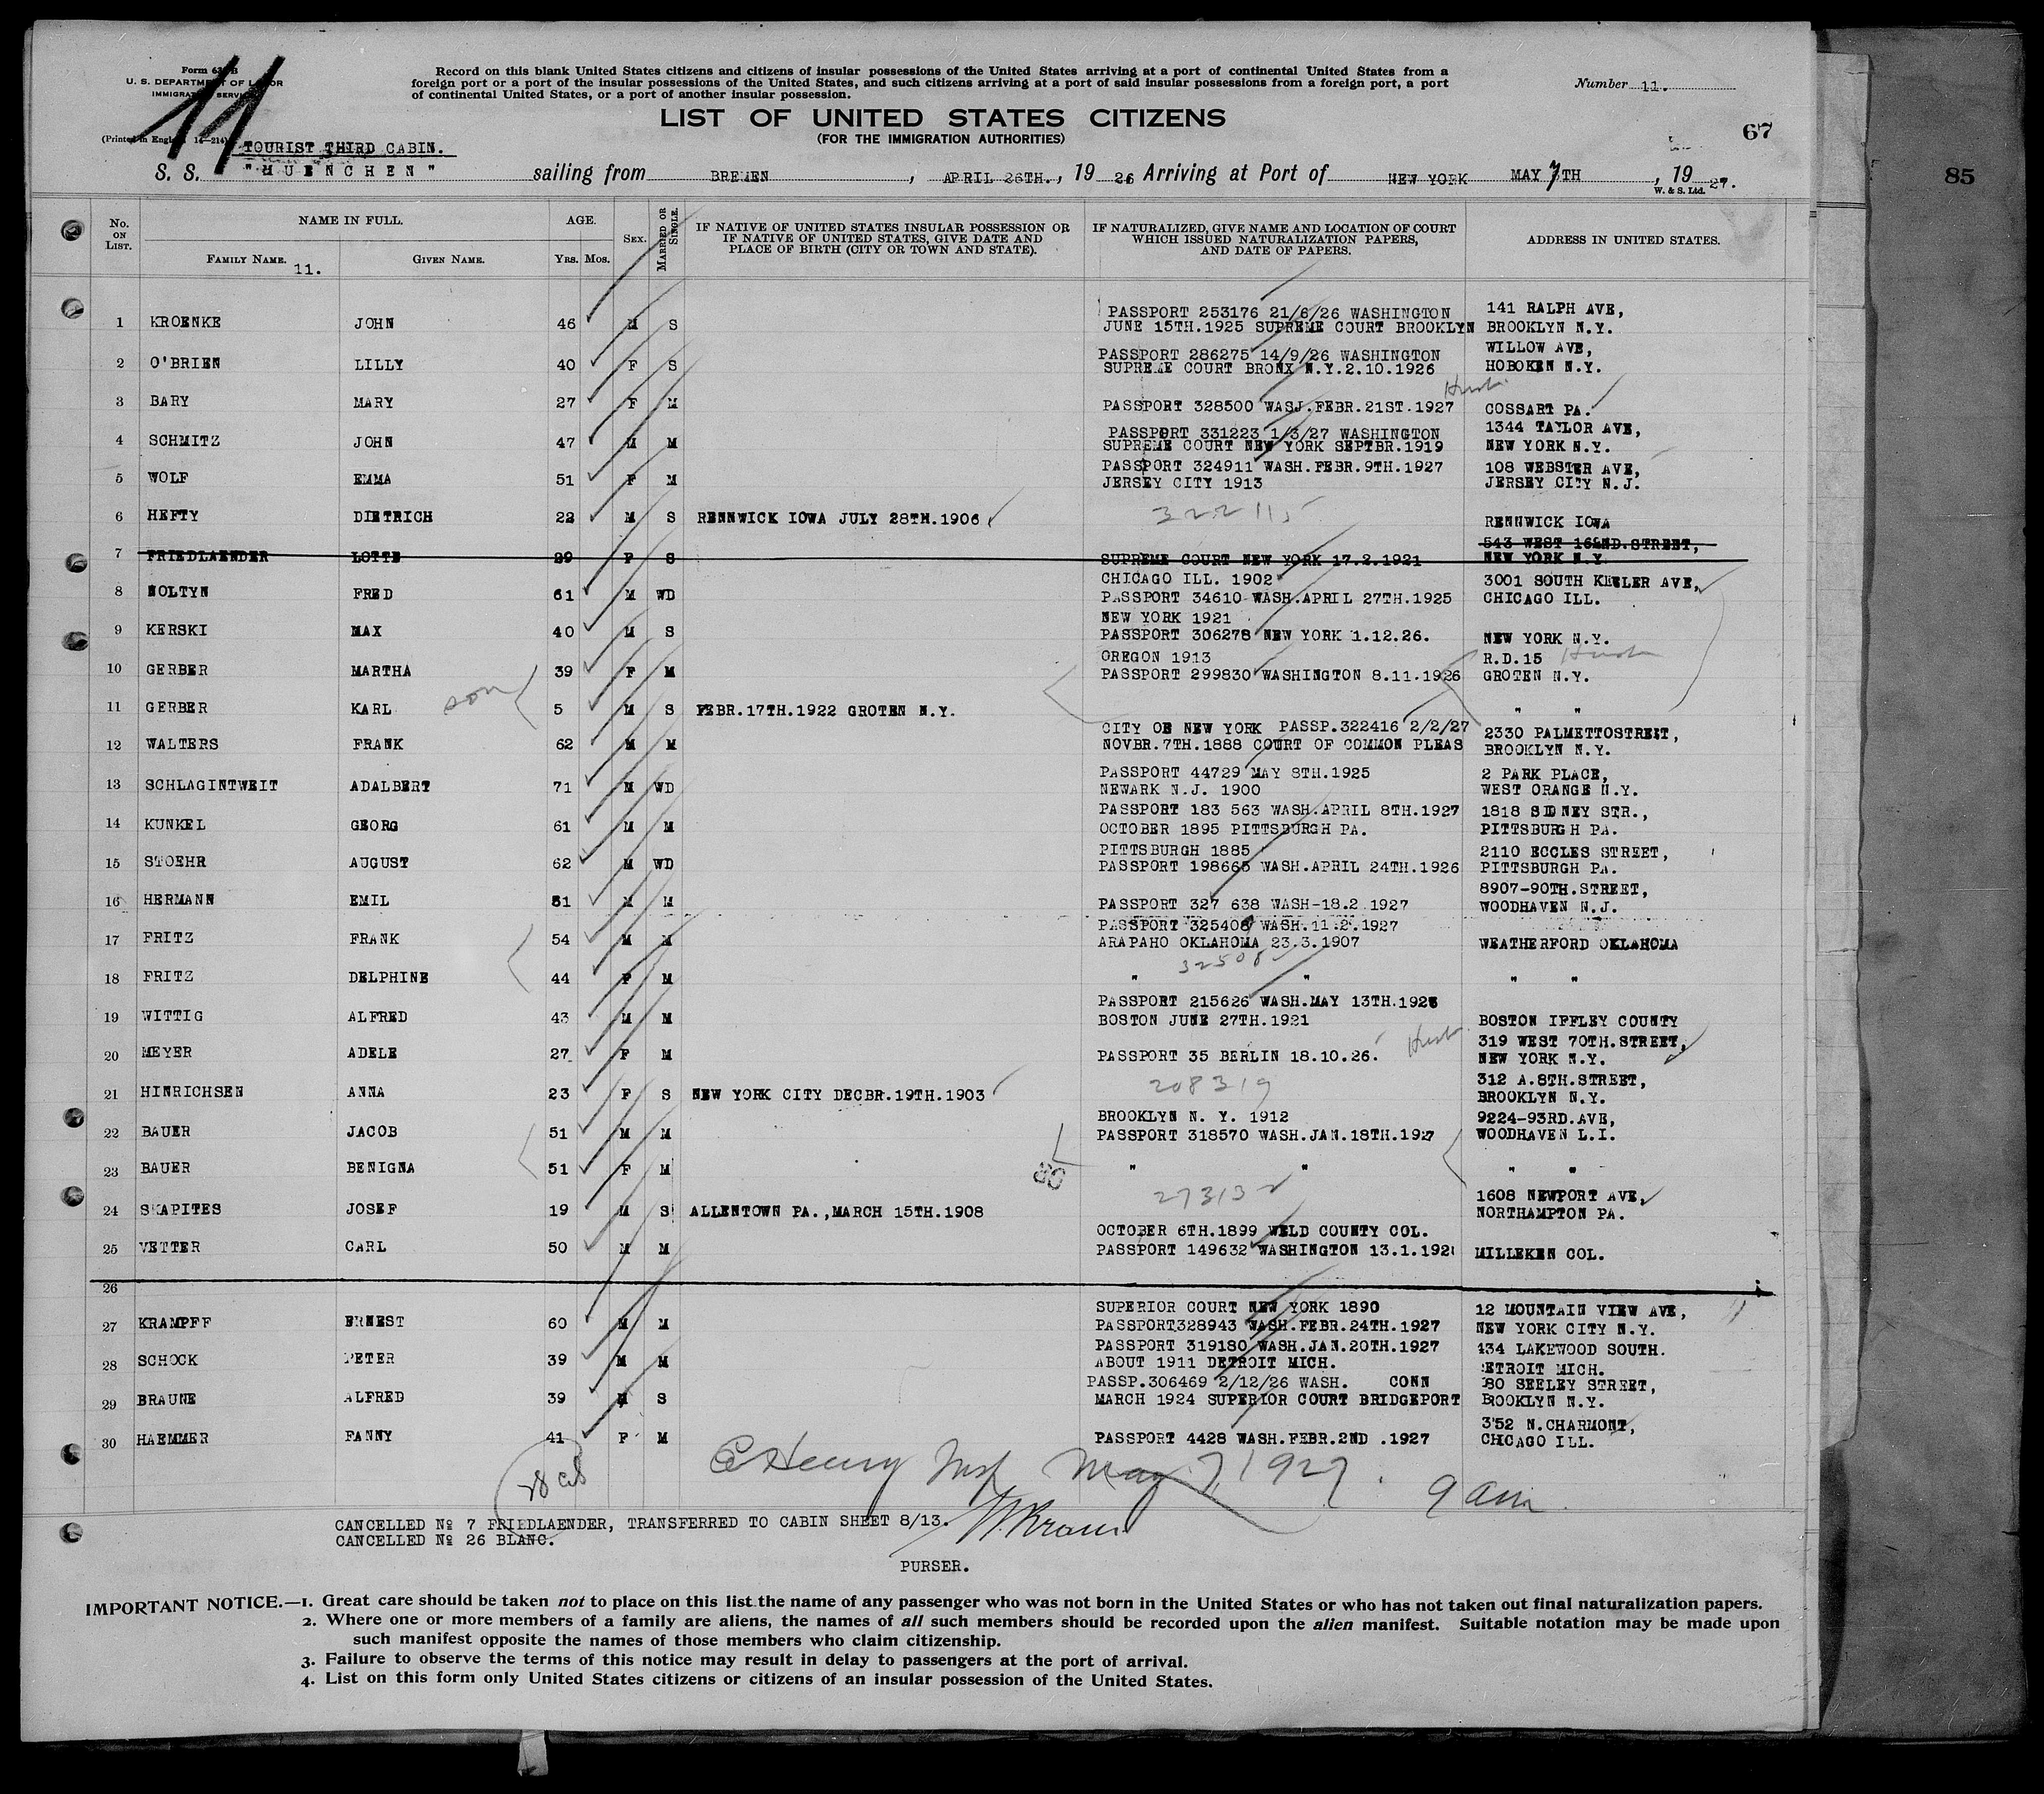 Form 630 B
U. S. DEPARTMENT OF LABOR
IMMIGRATION SERVICE
(Printed in England 14—214)
11
Record on this blank United States citizens and citizens of insular possessions of the United States arriving at a port of continental United States from a
foreign port or a port of the insular possessions of the United States, and such citizens arriving at a port of said insular possessions from a foreign port, a port
of continental United States, or a port of another insular possession.
Number 11.
LIST OF UNITED STATES CITIZENS
(FOR THE IMMIGRATION AUTHORITIES)
67
85
TOURIST THIRD CABIN.
S. S. "MUENCHEN" sailing from BREMEN, APRIL 26TH., 19 26 Arriving at Port of NEW YORK MAY 7TH, 19 27.
W. & S. Ltd.
No. ON LIST. NAME IN FULL. AGE. SEX. MARRIED OR SINGLE. IF NATIVE OF UNITED STATES INSULAR POSSESSION OR IF NATIVE OF UNITED STATES, GIVE DATE AND PLACE OF BIRTH (CITY OR TOWN AND STATE). IF NATURALIZED, GIVE NAME AND LOCATION OF COURT WHICH ISSUED NATURALIZATION PAPERS, AND DATE OF PAPERS. ADDRESS IN UNITED STATES.
FAMILY NAME. 11. GIVEN NAME. YRS. MOS.
PASSPORT 253176 21/6/26 WASHINGTON 141 RALPH AVE,
1 KROENKE JOHN 46 M S JUNE 15TH.1925 SUPREME COURT BROOKLYN BROOKLYN N.Y.
PASSPORT 286275 14/9/26 WASHINGTON WILLOW AVE,
2 O'BRIEN LILLY 40 F S SUPREME COURT BRONX N.Y.2.10.1926 HOBOKEN N.Y.
Husb.
3 BARY MARY 27 F M PASSPORT 328500 WASJ.FEBR.21ST.1927 COSSART PA.
PASSPORT 331223 1/3/27 WASHINGTON 1344 TAYLOR AVE,
4 SCHMITZ JOHN 47 M M SUPREME COURT NEW YORK SEPTBR.1919 NEW YORK N.Y.
PASSPORT 324911 WASH.FEBR.9TH.1927 108 WEBSTER AVE,
5 WOLF EMMA 51 F M JERSEY CITY 1913 JERSEY CITY N.J.
6 HEFTY DIETRICH 22 M S RENNWICK IOWA JULY 28TH.1906 322115 RENNWICK IOWA
543 WEST 162ND.STREET,
7 FRIEDLAENDER LOTTE 29 F S SUPREME COURT NEW YORK 17.2.1921 NEW YORK N.Y.
CHICAGO ILL. 1902 3001 SOUTH KEELER AVE,
8 NOLTYN FRED 61 M WD PASSPORT 34610 WASH.APRIL 27TH.1925 CHICAGO ILL.
NEW YORK 1921
9 KERSKI MAX 40 M S PASSPORT 306278 NEW YORK 1.12.26. NEW YORK N.Y.
OREGON 1913 R.D.15 Husb
10 GERBER MARTHA 39 F M PASSPORT 299830 WASHINGTON 8.11.1926 GROTEN N.Y.
11 GERBER KARL son 5 M S FEBR.17TH.1922 GROTEN N.Y. " "
CITY OF NEW YORK PASSP.322416 2/2/27 2330 PALMETTOSTREET,
12 WALTERS FRANK 62 M M NOVBR.7TH.1888 COURT OF COMMON PLEAS BROOKLYN N.Y.
PASSPORT 44729 MAY 8TH.1925 2 PARK PLACE,
13 SCHLAGINTWEIT ADALBERT 71 M WD NEWARK N.J. 1900 WEST ORANGE N.Y.
PASSPORT 183 563 WASH.APRIL 8TH.1927 1818 SIDNEY STR.,
14 KUNKEL GEORG 61 M M OCTOBER 1895 PITTSBURGH PA. PITTSBURGH PA.
PITTSBURGH 1885 2110 ECCLES STREET,
15 STOEHR AUGUST 62 M WD PASSPORT 198665 WASH.APRIL 24TH.1926 PITTSBURGH PA.
8907-90TH.STREET,
16 HERMANN EMIL 51 M M PASSPORT 327 638 WASH-18.2.1927 WOODHAVEN N.J.
PASSPORT 325408 WASH.11.2.1927
17 FRITZ FRANK 54 M M ARAPAHO OKLAHOMA 23.3.1907 WEATHERFORD OKLAHOMA
32508
18 FRITZ DELPHINE 44 F M " " " "
PASSPORT 215626 WASH.MAY 13TH.1926
19 WITTIG ALFRED 43 M M BOSTON JUNE 27TH.1921 BOSTON IFFLEY COUNTY
Husb 319 WEST 70TH.STREET,
20 MEYER ADELE 27 F M PASSPORT 35 BERLIN 18.10.26. NEW YORK N.Y.
208319 312 A.8TH.STREET,
21 HINRICHSEN ANNA 23 F S NEW YORK CITY DECBR.19TH.1903 BROOKLYN N.Y.
BROOKLYN N. Y. 1912 9224-93RD.AVE,
22 BAUER JACOB 51 M M PASSPORT 318570 WASH.JAN.18TH.1927 WOODHAVEN L.I.
23 BAUER BENIGNA 51 F M " " " "
273132 1608 NEWPORT AVE,
24 SKAPITES JOSEF 19 M S ALLENTOWN PA.,MARCH 15TH.1908 NORTHAMPTON PA.
OCTOBER 6TH.1899 WELD COUNTY COL.
25 VETTER CARL 50 M M PASSPORT 149632 WASHINGTON 13.1.192 MILLEKEN COL.
26
SUPERIOR COURT NEW YORK 1890 12 MOUNTAIN VIEW AVE,
27 KRAMPFF ERNEST 60 M M PASSPORT328943 WASH.FEBR.24TH.1927 NEW YORK CITY N.Y.
PASSPORT 319180 WASH.JAN.20TH.1927 434 LAKEWOOD SOUTH.
28 SCHOCK PETER 39 M M ABOUT 1911 DETROIT MICH. DETROIT MICH.
PASSP.306469 2/12/26 WASH. CONN 80 SEELEY STREET,
29 BRAUNE ALFRED 39 M S MARCH 1924 SUPERIOR COURT BRIDGEPORT BROOKLYN N.Y.
352 N.CHARMONT,
30 HAEMMER FANNY 41 F M PASSPORT 4428 WASH.FEBR.2ND .1927 CHICAGO ILL.
E Henry Insp May 7, 1927. 9 am
CANCELLED No 7 FRIEDLAENDER, TRANSFERRED TO CABIN SHEET 8/13.
CANCELLED No 26 BLANC.
PURSER.
IMPORTANT NOTICE.—1. Great care should be taken not to place on this list the name of any passenger who was not born in the United States or who has not taken out final naturalization papers.
2. Where one or more members of a family are aliens, the names of all such members should be recorded upon the alien manifest. Suitable notation may be made upon
such manifest opposite the names of those members who claim citizenship.
3. Failure to observe the terms of this notice may result in delay to passengers at the port of arrival.
4. List on this form only United States citizens or citizens of an insular possession of the United States.